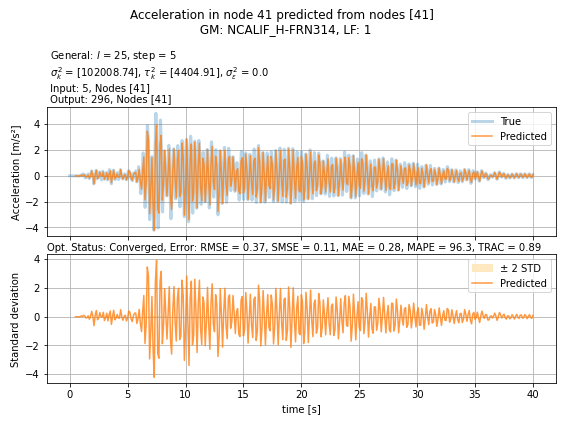 Acceleration in node 41 predicted from nodes [41]
GM: NCALIF_H-FRN314, LF: 1
General: l = 25, step = 5
σ²ₖ = [102008.74], τ²ₖ = [4404.91], σ²ε = 0.0
Input: 5, Nodes [41]
Output: 296, Nodes [41]
Acceleration [m/s²]
4
2
0
−2
−4
True
Predicted
Opt. Status: Converged, Error: RMSE = 0.37, SMSE = 0.11, MAE = 0.28, MAPE = 96.3, TRAC = 0.89
Standard deviation
4
2
0
−2
−4
± 2 STD
Predicted
0 5 10 15 20 25 30 35 40
time [s]